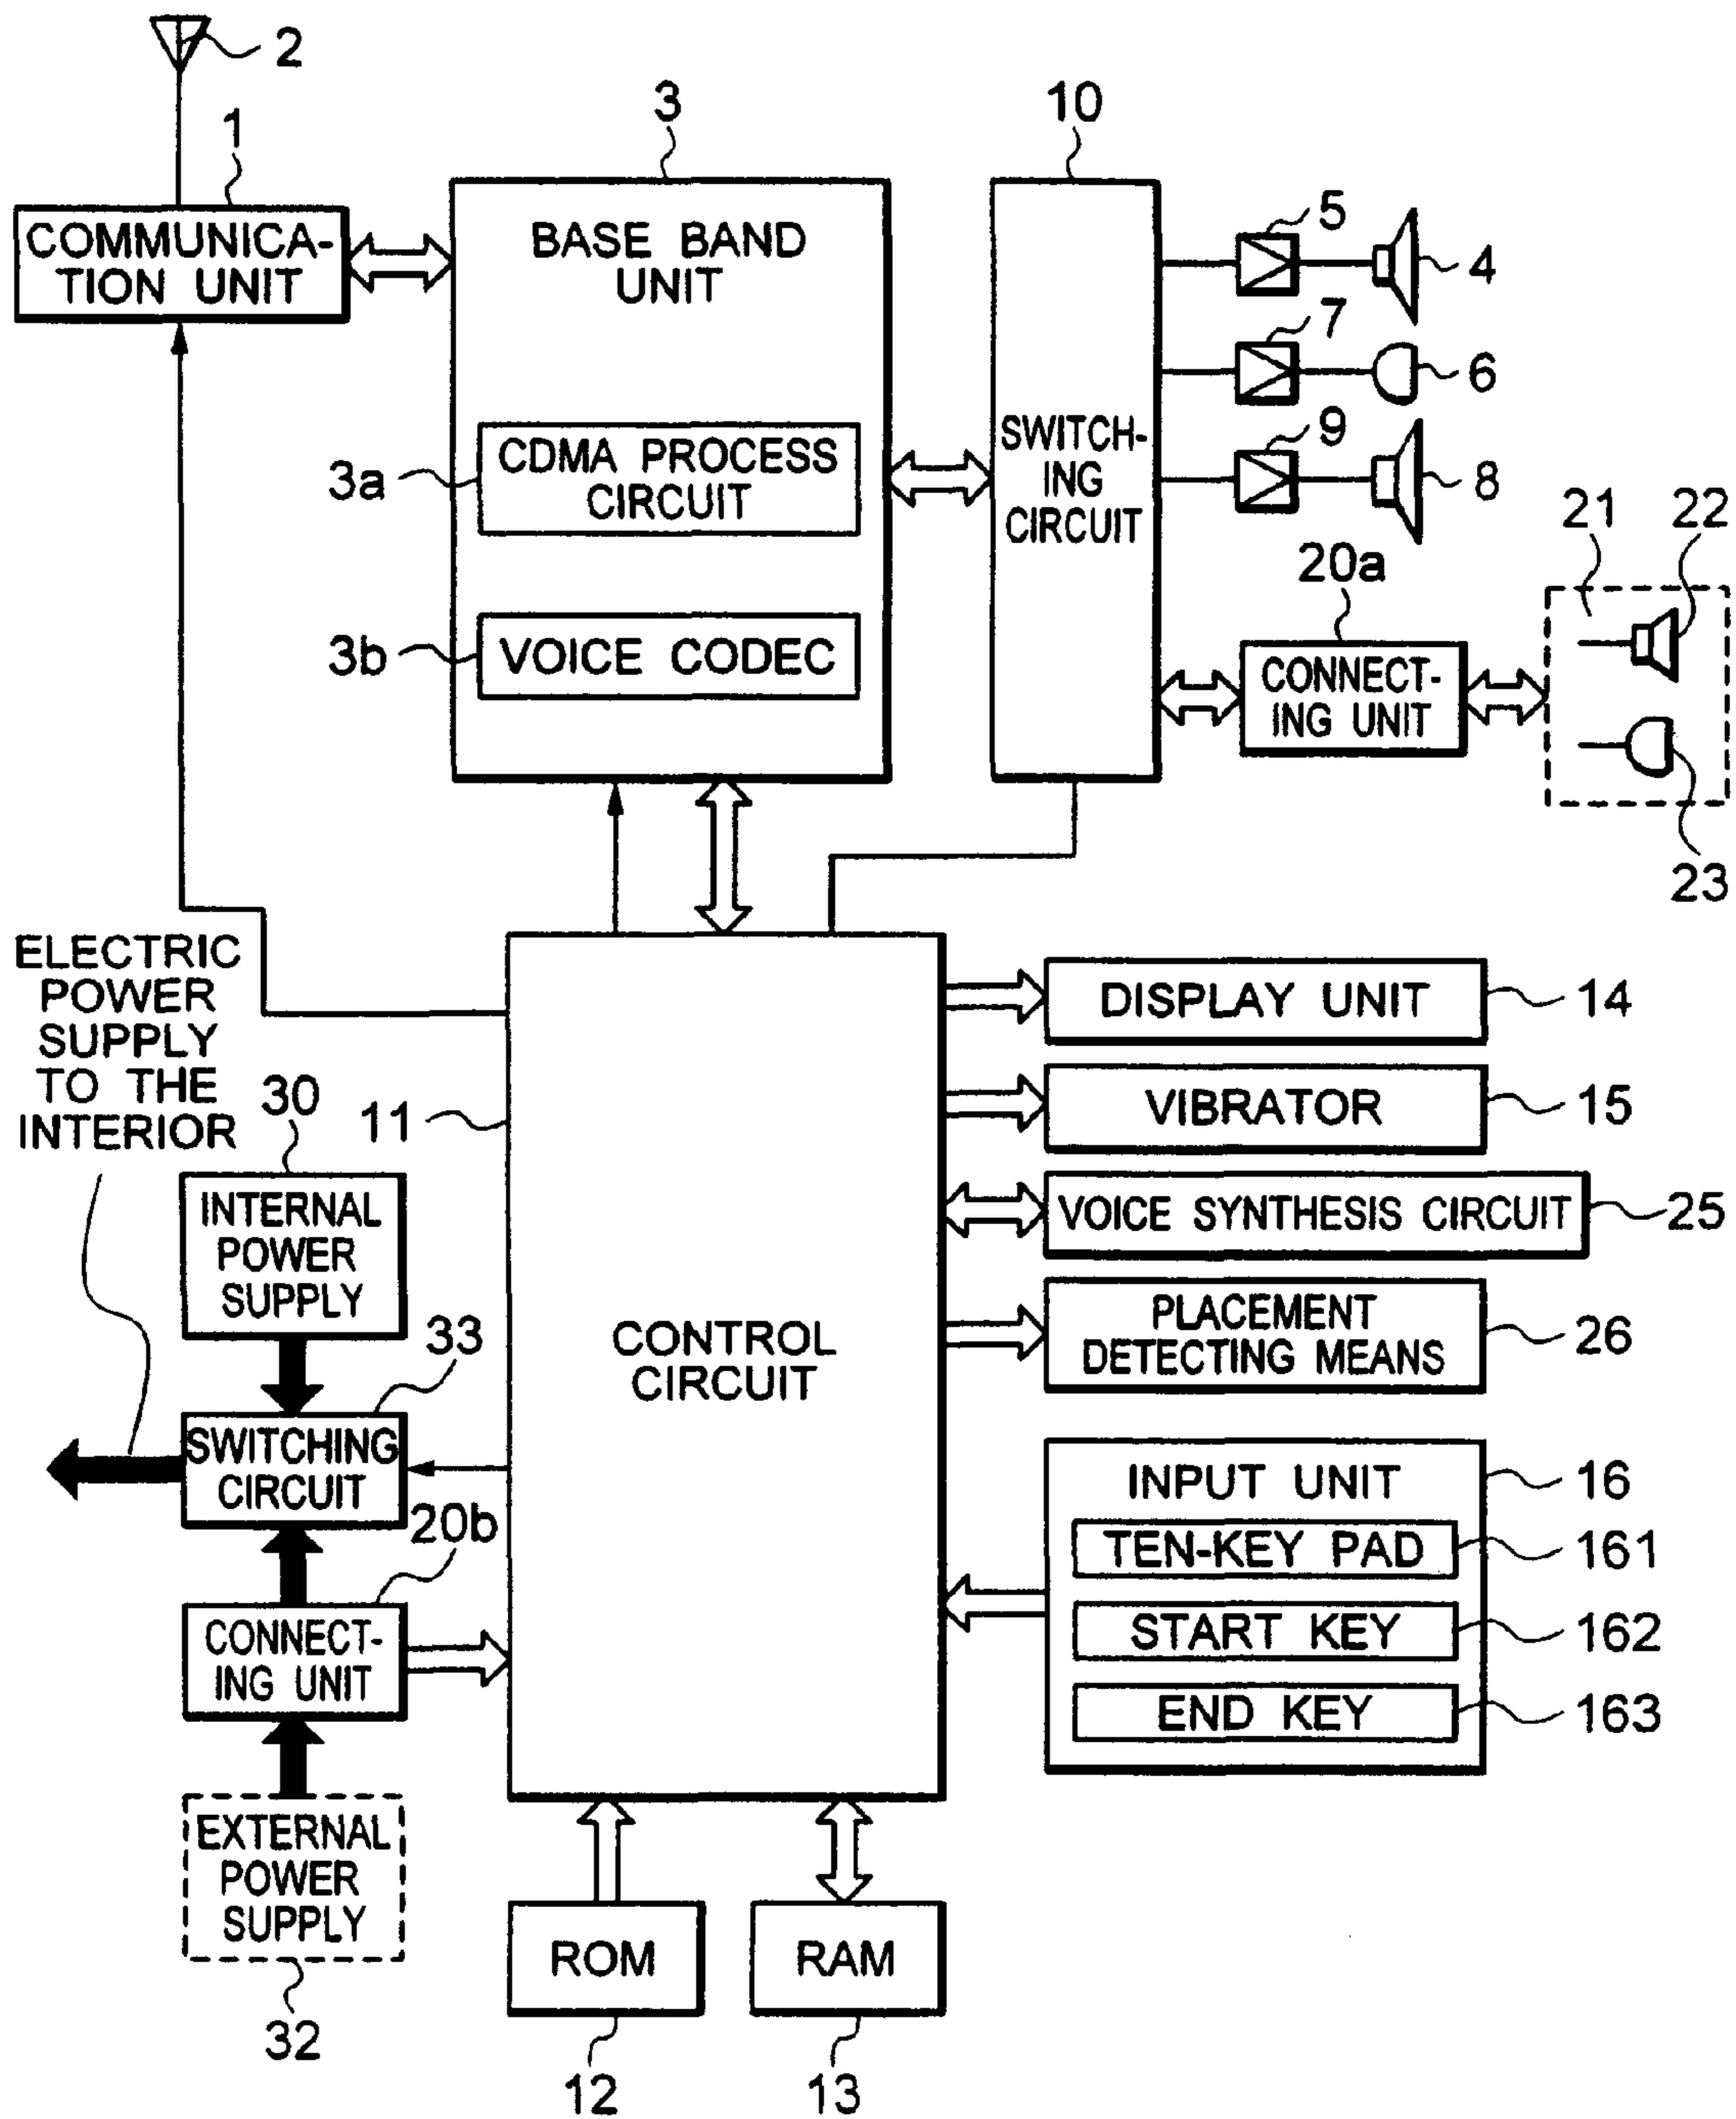 2
1
COMMUNICA-
TION UNIT
3
BASE BAND
UNIT
3a
CDMA PROCESS
CIRCUIT
3b
VOICE CODEC
10
SWITCH-
ING
CIRCUIT
5
4
7
6
9
8
20a
CONNECT-
ING UNIT
21
22
23
ELECTRIC
POWER
SUPPLY
TO THE
INTERIOR
30
INTERNAL
POWER
SUPPLY
33
SWITCHING
CIRCUIT
20b
CONNECT-
ING UNIT
EXTERNAL
POWER
SUPPLY
32
11
CONTROL
CIRCUIT
DISPLAY UNIT
14
VIBRATOR
15
VOICE SYNTHESIS CIRCUIT
25
PLACEMENT
DETECTING MEANS
26
INPUT UNIT
16
TEN-KEY PAD
161
START KEY
162
END KEY
163
ROM
12
RAM
13